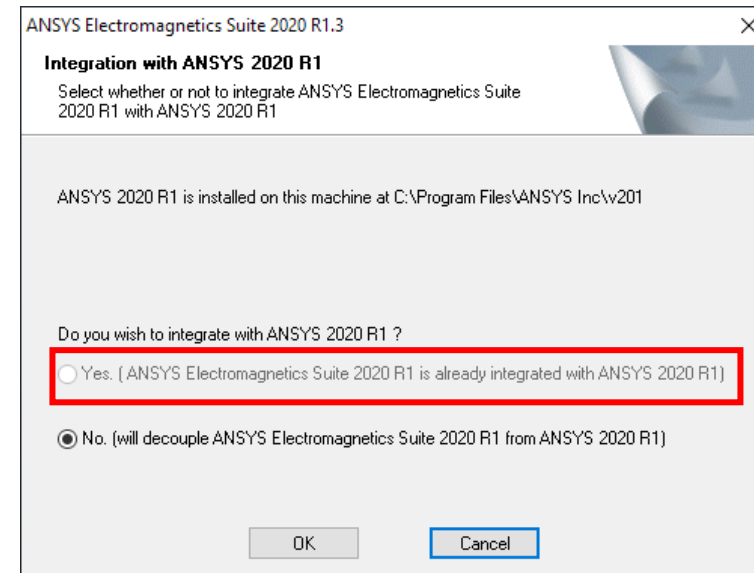 ANSYS Electromagnetics Suite 2020 R1.3
Integration with ANSYS 2020 R1
Select whether or not to integrate ANSYS Electromagnetics Suite
2020 R1 with ANSYS 2020 R1
ANSYS 2020 R1 is installed on this machine at C:\Program Files\ANSYS Inc\v201
Do you wish to integrate with ANSYS 2020 R1 ?
Yes. ( ANSYS Electromagnetics Suite 2020 R1 is already integrated with ANSYS 2020 R1)
No. (will decouple ANSYS Electromagnetics Suite 2020 R1 from ANSYS 2020 R1)
OK Cancel